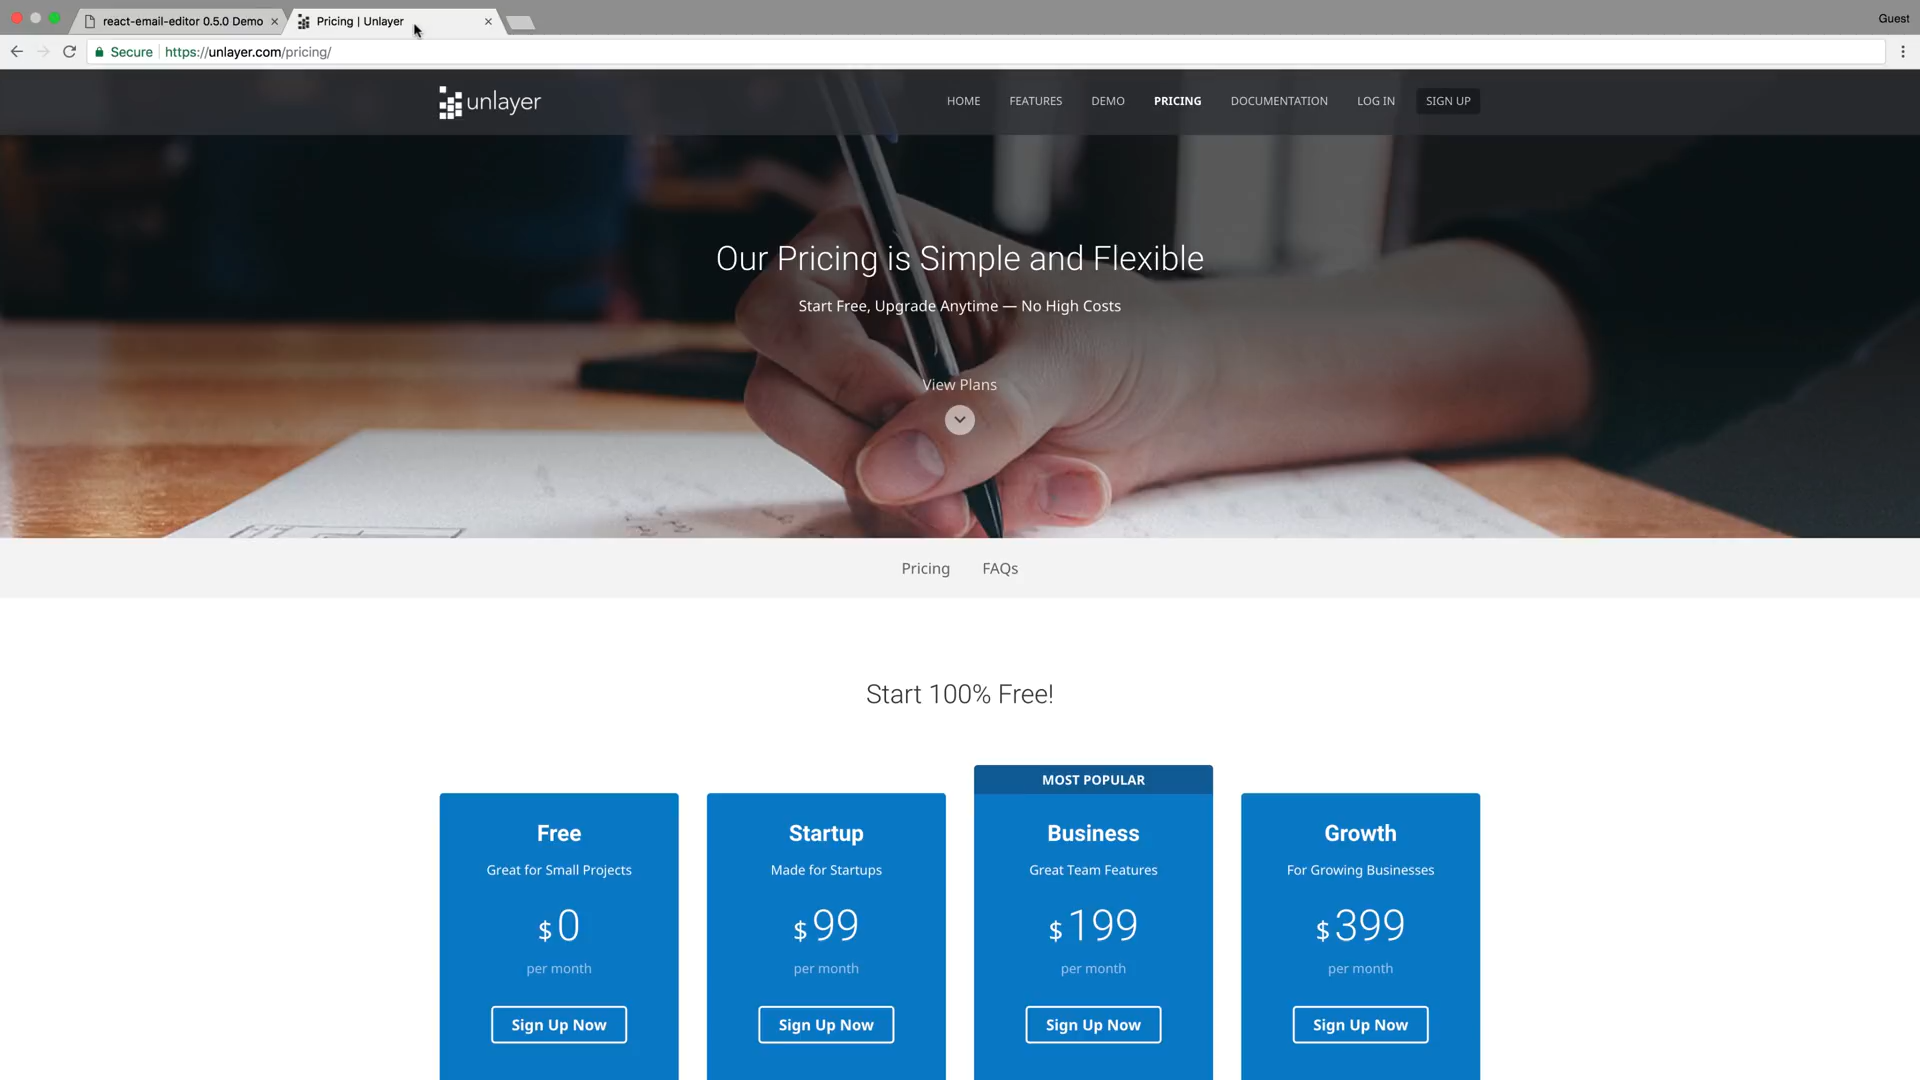 react-email-editor 0.5.0 Demo
Pricing | Unlayer
Guest
Secure
https://unlayer.com/pricing/
unlayer
HOME
FEATURES
DEMO
PRICING
DOCUMENTATION
LOG IN
SIGN UP
Our Pricing is Simple and Flexible
Start Free, Upgrade Anytime — No High Costs
View Plans
Pricing
FAQs
Start 100% Free!
Free
Great for Small Projects
$0
per month
Sign Up Now
Startup
Made for Startups
$99
per month
Sign Up Now
MOST POPULAR
Business
Great Team Features
$199
per month
Sign Up Now
Growth
For Growing Businesses
$399
per month
Sign Up Now